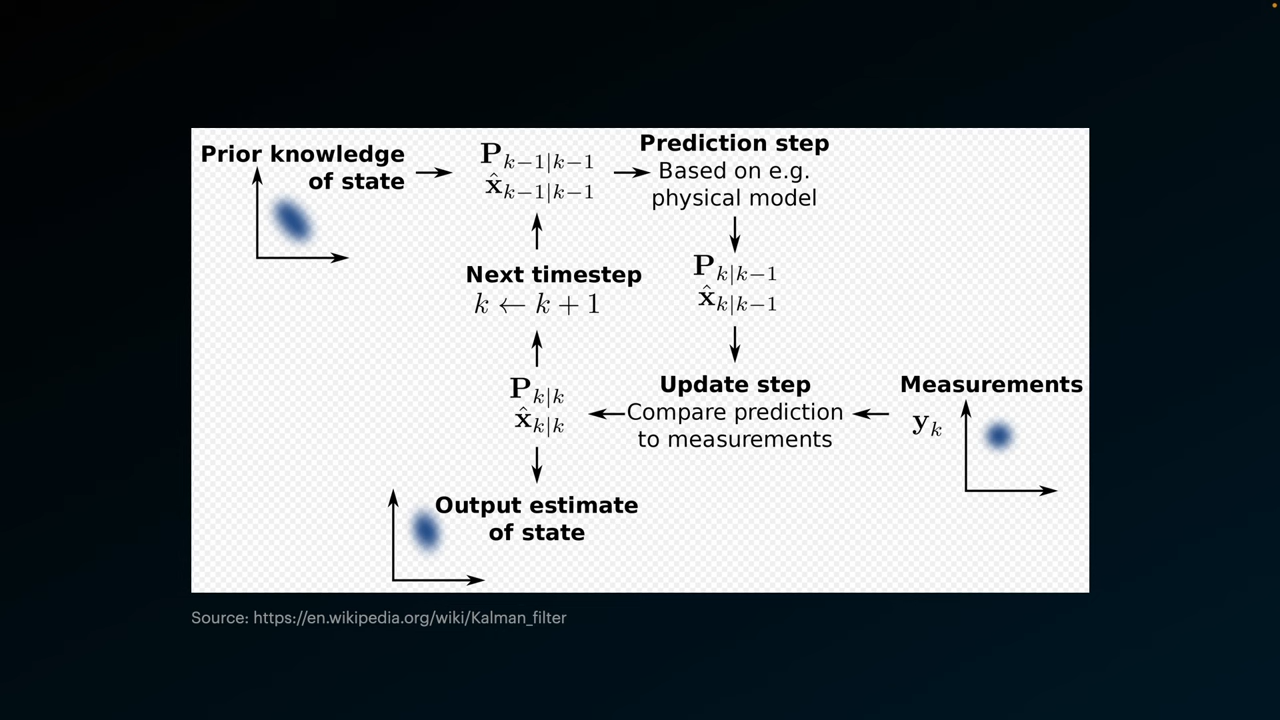 Prior knowledge
of state
P_{k−1|k−1}
x̂_{k−1|k−1}
Prediction step
Based on e.g.
physical model
P_{k|k−1}
x̂_{k|k−1}
Next timestep
k ← k + 1
P_{k|k}
x̂_{k|k}
Update step
Compare prediction
to measurements
Measurements
y_k
Output estimate
of state
Source: https://en.wikipedia.org/wiki/Kalman_filter